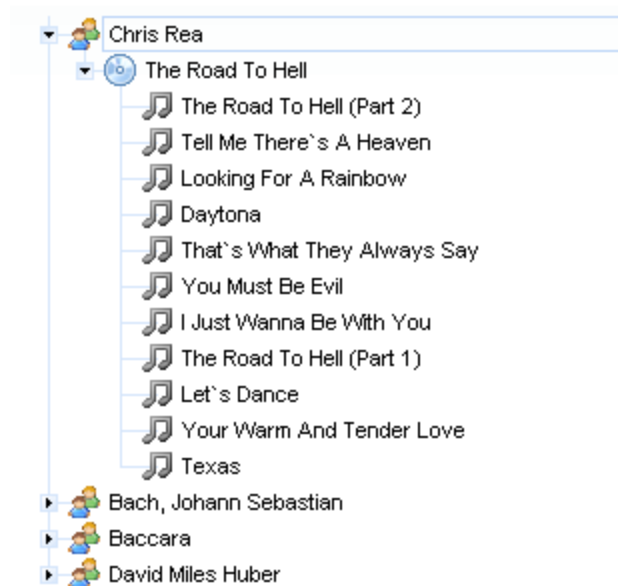 Chris Rea
The Road To Hell
The Road To Hell (Part 2)
Tell Me There`s A Heaven
Looking For A Rainbow
Daytona
That`s What They Always Say
You Must Be Evil
I Just Wanna Be With You
The Road To Hell (Part 1)
Let`s Dance
Your Warm And Tender Love
Texas
Bach, Johann Sebastian
Baccara
David Miles Huber